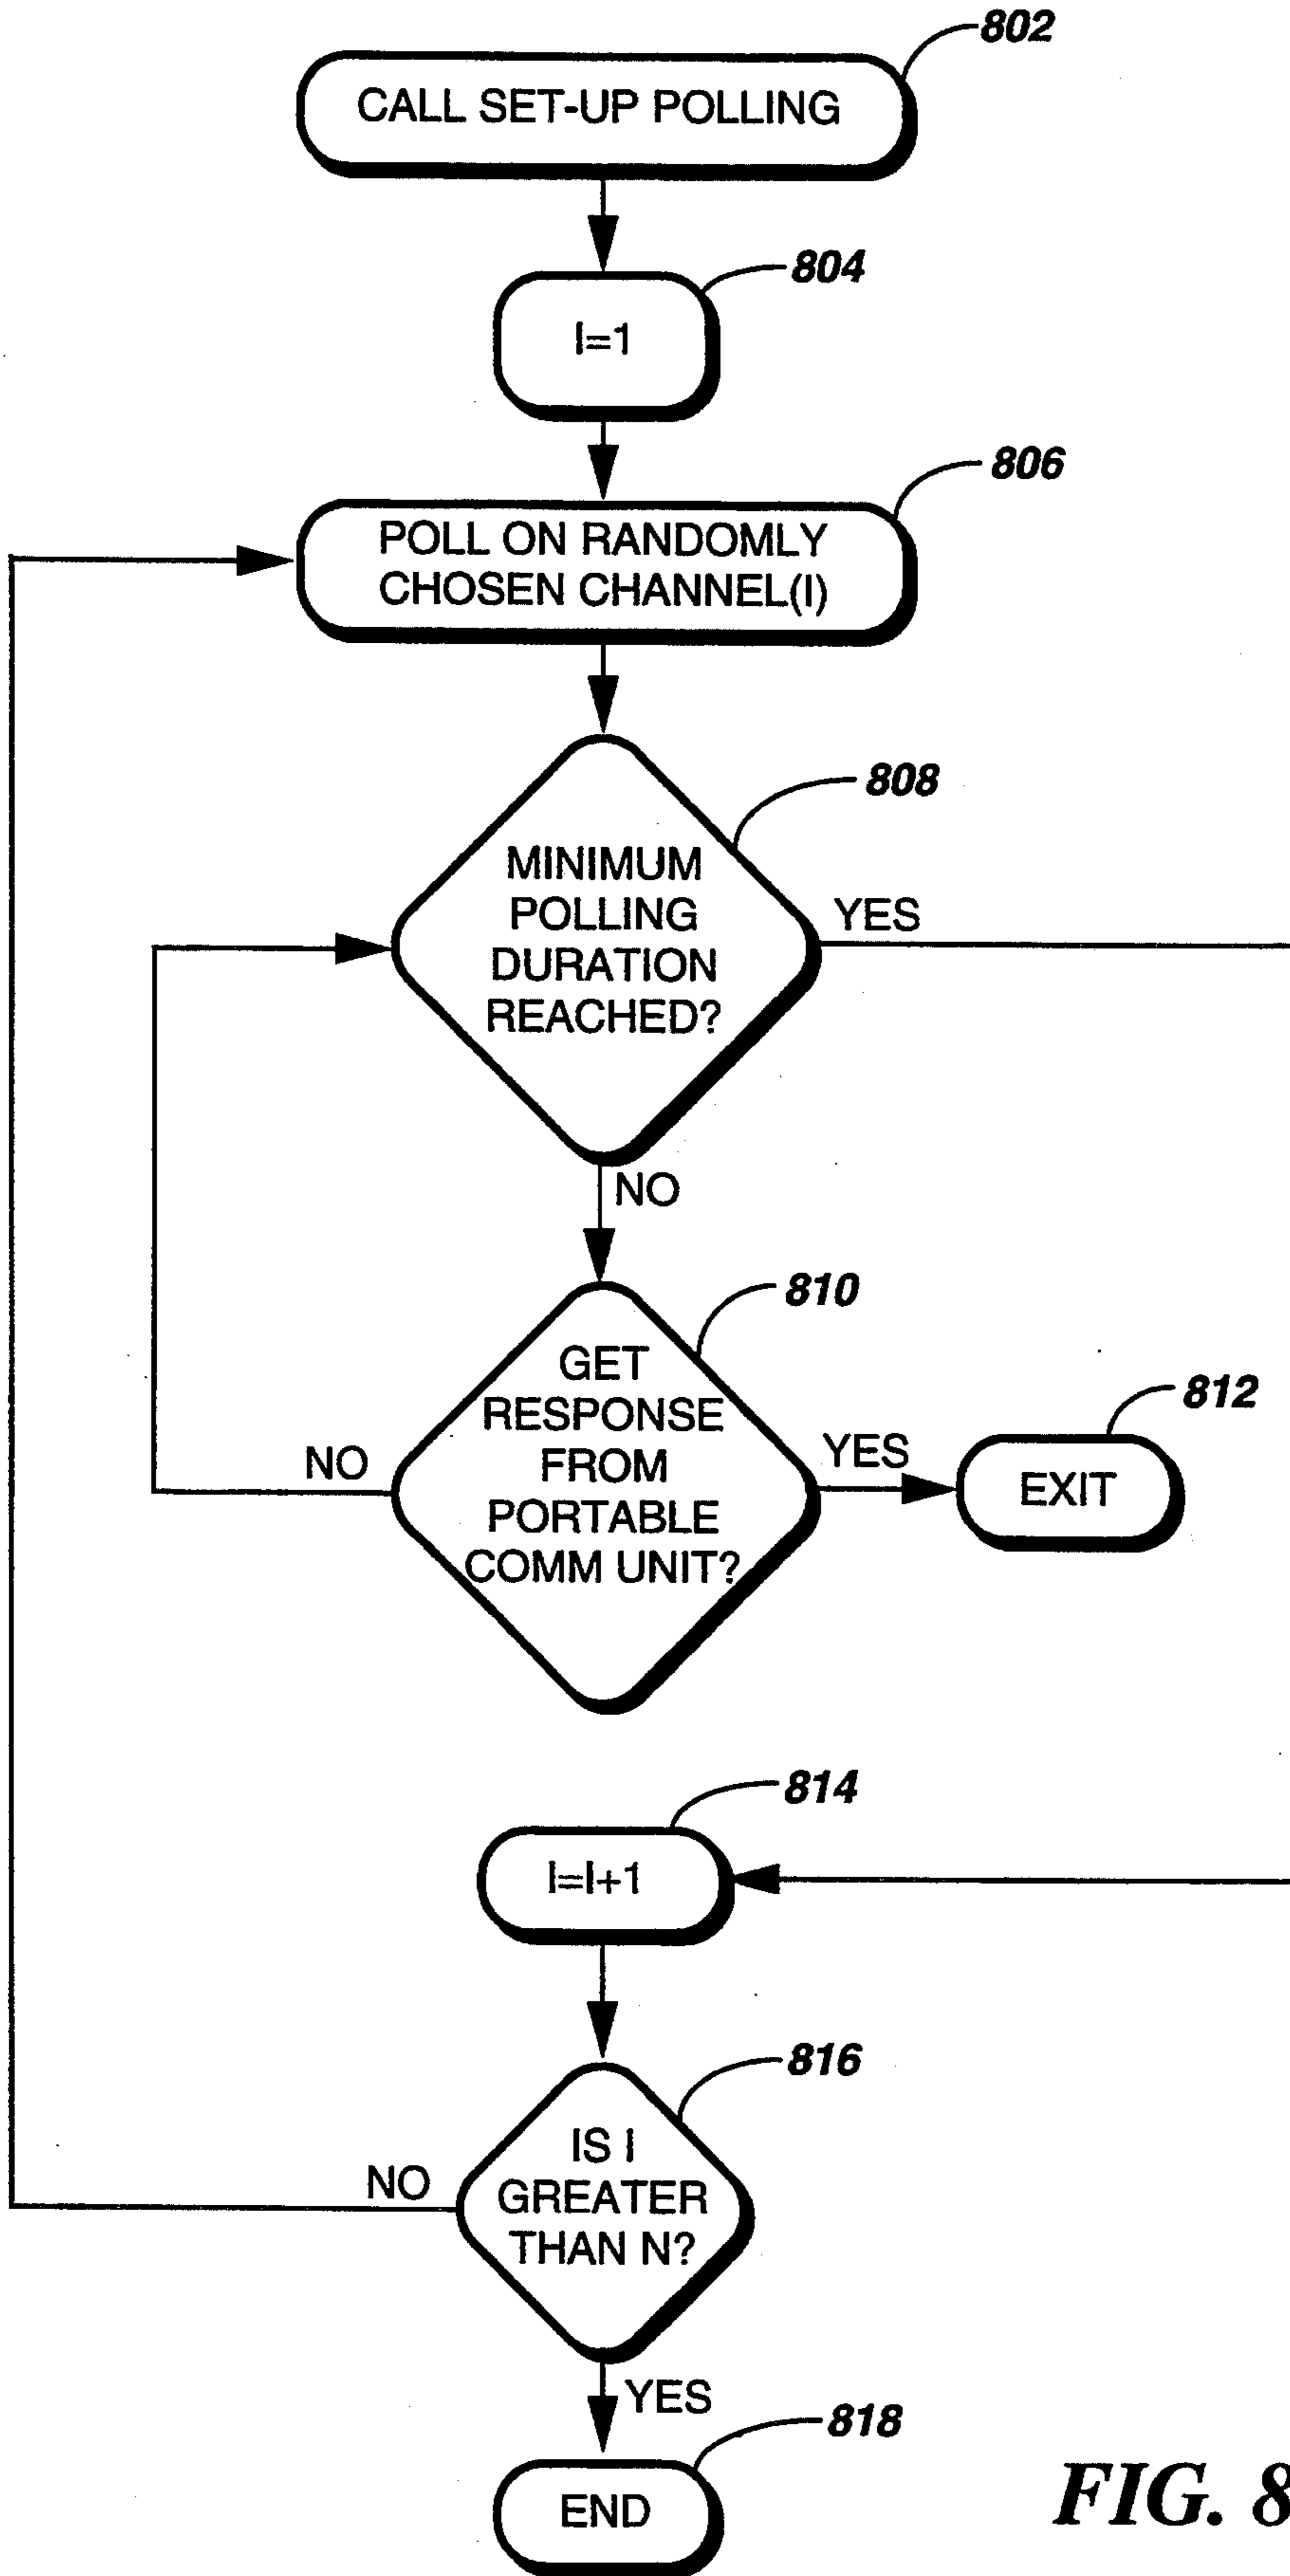 802
CALL SET-UP POLLING
804
I=1
806
POLL ON RANDOMLY
CHOSEN CHANNEL(I)
808
MINIMUM
POLLING
DURATION
REACHED?
YES
NO
810
GET
RESPONSE
FROM
PORTABLE
COMM UNIT?
NO
YES
812
EXIT
814
I=I+1
816
IS I
GREATER
THAN N?
NO
YES
818
END
FIG. 8